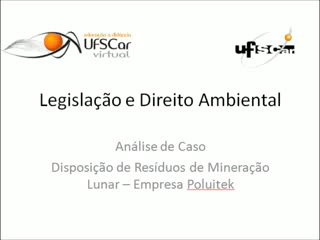 educação a distância
UFSCar
virtual
ufscar
Legislação e Direito Ambiental
Análise de Caso
Disposição de Resíduos de Mineração
Lunar – Empresa Poluitek